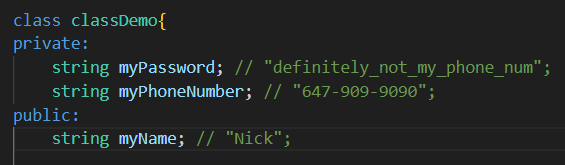 class classDemo{
private:
string myPassword; // "definitely_not_my_phone_num";
string myPhoneNumber; // "647-909-9090";
public:
string myName; // "Nick";